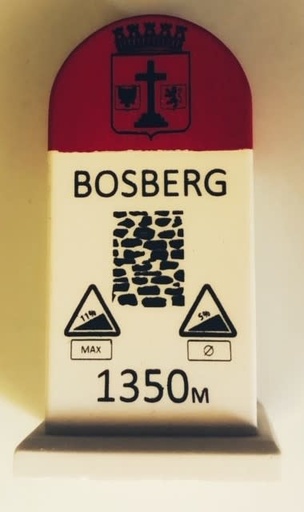 BOSBERG
11% 5%
MAX Ø
1350M